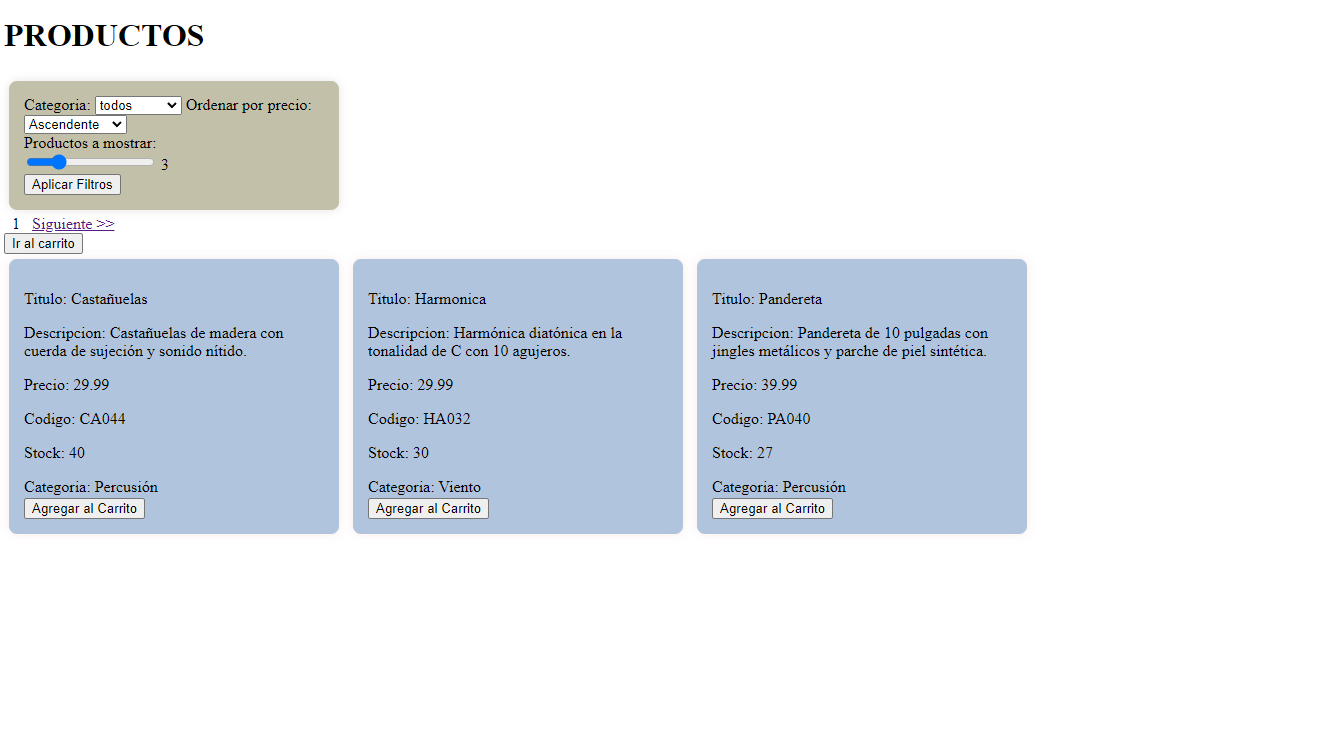 PRODUCTOS
Categoria: todos Ordenar por precio:
Ascendente
Productos a mostrar:
3
Aplicar Filtros
1 Siguiente >>
Ir al carrito
Titulo: Castañuelas
Descripcion: Castañuelas de madera con
cuerda de sujeción y sonido nítido.
Precio: 29.99
Codigo: CA044
Stock: 40
Categoria: Percusión
Agregar al Carrito
Titulo: Harmonica
Descripcion: Harmónica diatónica en la
tonalidad de C con 10 agujeros.
Precio: 29.99
Codigo: HA032
Stock: 30
Categoria: Viento
Agregar al Carrito
Titulo: Pandereta
Descripcion: Pandereta de 10 pulgadas con
jingles metálicos y parche de piel sintética.
Precio: 39.99
Codigo: PA040
Stock: 27
Categoria: Percusión
Agregar al Carrito